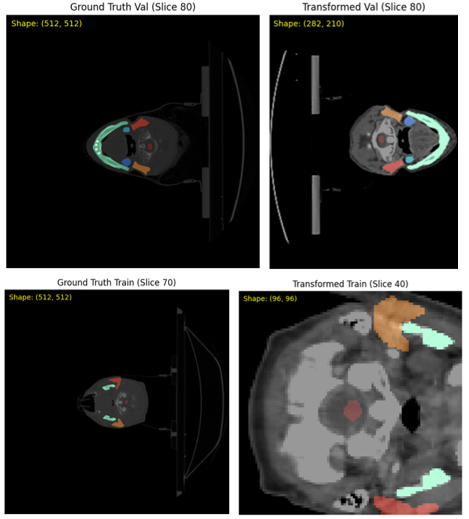 Ground Truth Val (Slice 80)
Transformed Val (Slice 80)
Shape: (512, 512)
Shape: (282, 210)
Ground Truth Train (Slice 70)
Transformed Train (Slice 40)
Shape: (512, 512)
Shape: (96, 96)